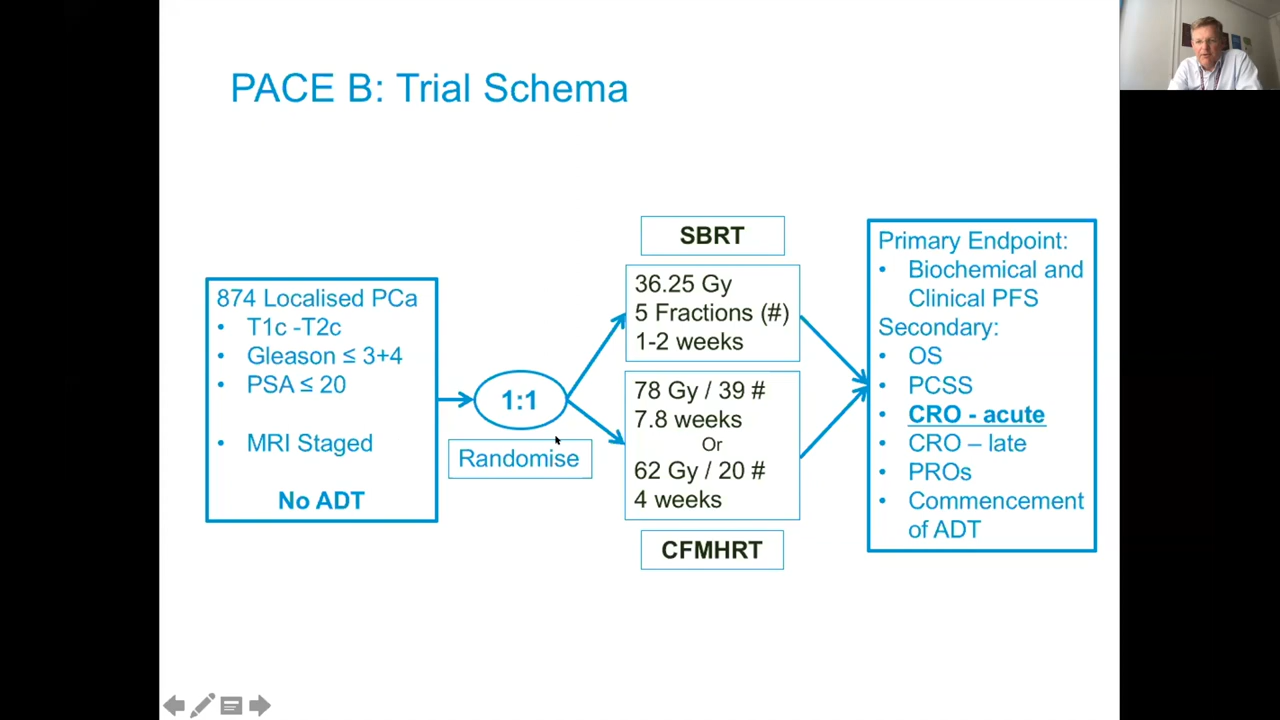 PACE B: Trial Schema
874 Localised PCa
• T1c -T2c
• Gleason ≤ 3+4
• PSA ≤ 20
• MRI Staged
No ADT
1:1
Randomise
SBRT
36.25 Gy
5 Fractions (#)
1-2 weeks
78 Gy / 39 #
7.8 weeks
Or
62 Gy / 20 #
4 weeks
CFMHRT
Primary Endpoint:
• Biochemical and
Clinical PFS
Secondary:
• OS
• PCSS
• CRO - acute
• CRO – late
• PROs
• Commencement
of ADT